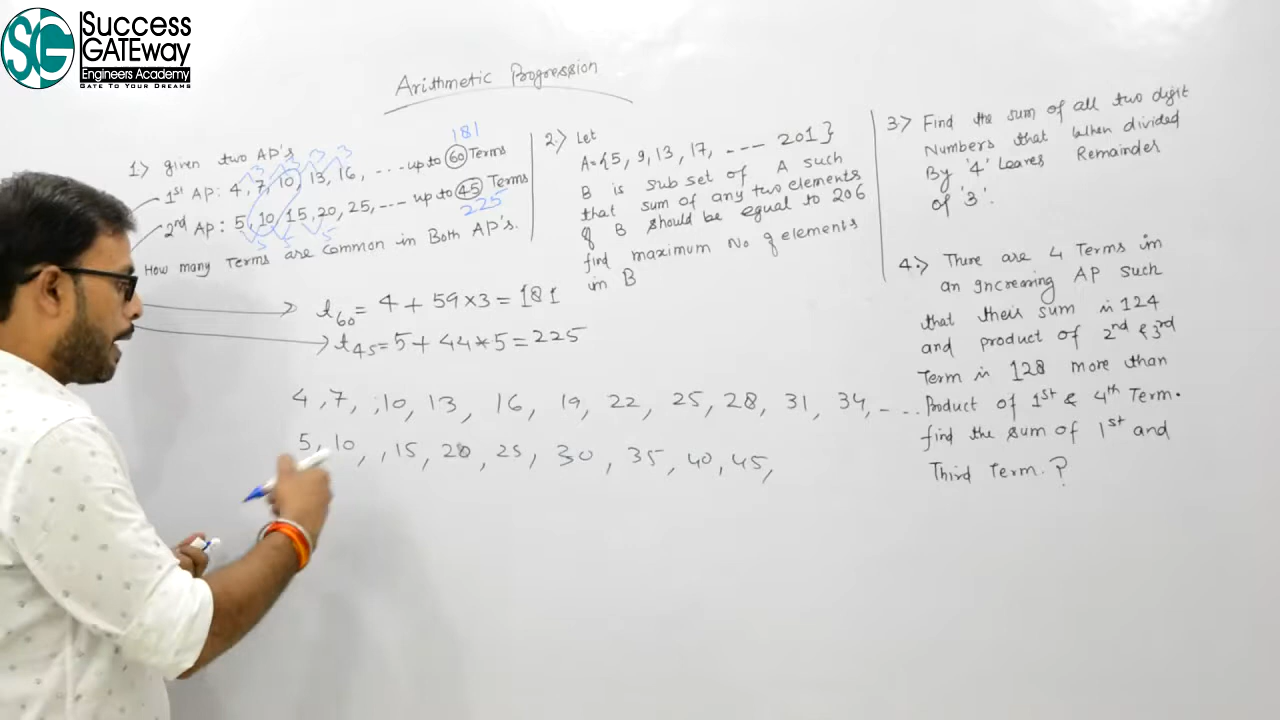 SG
Success
GATEway
Engineers Academy
GATE TO YOUR DREAMS
Arithmetic Progression
1) given two AP's
181
1st AP: 4, 7, 10, 13, 16, .... up to 60 Terms
3 3 3 3
2nd AP: 5, 10, 15, 20, 25, --- up to 45 Terms
5 5 5
225
How many Terms are common in Both AP's.
t60 = 4 + 59 x 3 = 181
t45 = 5 + 44 * 5 = 225
4, 7, 10, 13, 16, 19, 22, 25, 28, 31, 34, - ...
5, 10, , 15, 20, 25, 30, 35, 40, 45,
2.) Let
A={5, 9, 13, 17, ---- 201}
B is sub set of A such
that sum of any two elements
of B should be equal to 206
find maximum No of elements
in B
3> Find the sum of all two digit
Numbers that when divided
By '4' leaves Remainder
of '3'.
4.> There are 4 Terms in
an increasing AP such
that their sum is 124
and product of 2nd & 3rd
Term is 128 more than
Product of 1st & 4th Term.
find the sum of 1st and
Third Term.?